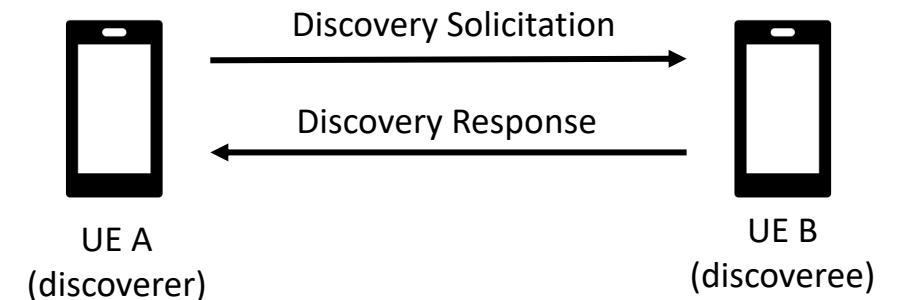 Discovery Solicitation
Discovery Response
UE A
(discoverer)
UE B
(discoveree)